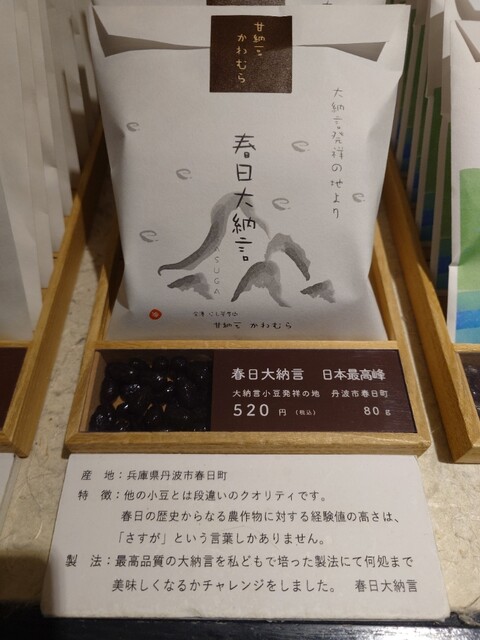 甘納言
かわむら
大納言発祥の地より
春日大納言
甘納言 かわむら
春日大納言 日本最高峰
大納言小豆発祥の地 丹波市春日町
520円(税込) 80g
産 地:兵庫県丹波市春日町
特 徴:他の小豆とは段違いのクオリティです。
春日の歴史からなる農作物に対する経験値の高さは、
「さすが」という言葉しかありません。
製 法:最高品質の大納言を私どもで培った製法にて何処まで
美味しくなるかチャレンジをしました。 春日大納言